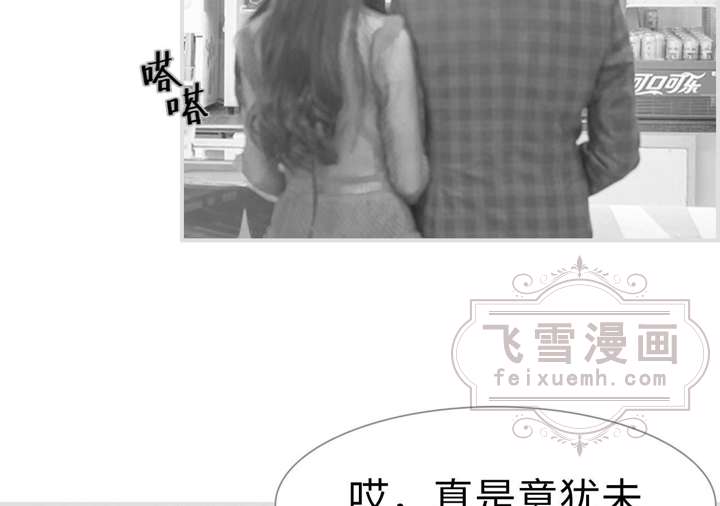 嗒
嗒
可口可乐
飞雪漫画
feixuemh.com
哎，真是意犹未